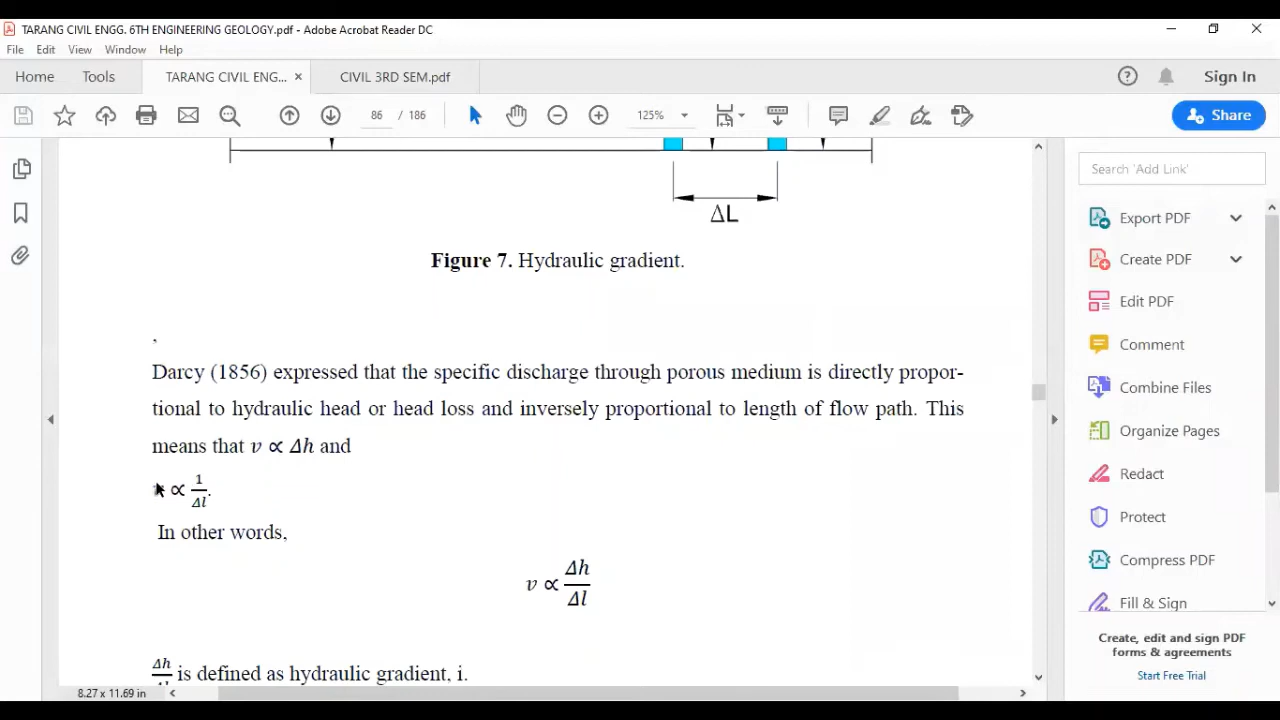 TARANG CIVIL ENGG. 6TH ENGINEERING GEOLOGY.pdf - Adobe Acrobat Reader DC
File Edit View Window Help
Home Tools TARANG CIVIL ENG... × CIVIL 3RD SEM.pdf Sign In
86 / 186 125% Share
ΔL
Figure 7. Hydraulic gradient.
,
Darcy (1856) expressed that the specific discharge through porous medium is directly propor-
tional to hydraulic head or head loss and inversely proportional to length of flow path. This
means that v ∝ Δh and
∝ 1/Δl.
In other words,
v ∝ Δh/Δl
Δh/Δl is defined as hydraulic gradient, i.
8.27 x 11.69 in
Search 'Add Link'
Export PDF
Create PDF
Edit PDF
Comment
Combine Files
Organize Pages
Redact
Protect
Compress PDF
Fill & Sign
Create, edit and sign PDF
forms & agreements
Start Free Trial